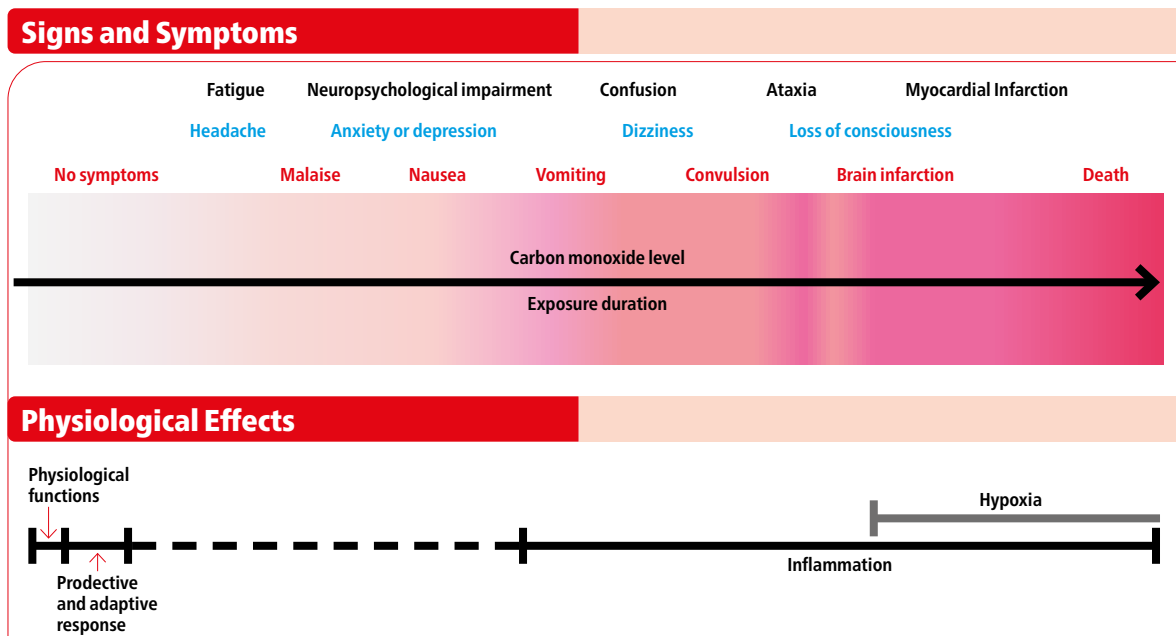 Signs and Symptoms
Fatigue Neuropsychological impairment Confusion Ataxia Myocardial Infarction
Headache Anxiety or depression Dizziness Loss of consciousness
No symptoms Malaise Nausea Vomiting Convulsion Brain infarction Death
Carbon monoxide level
Exposure duration
Physiological Effects
Physiological
functions
Hypoxia
Inflammation
Prodective
and adaptive
response